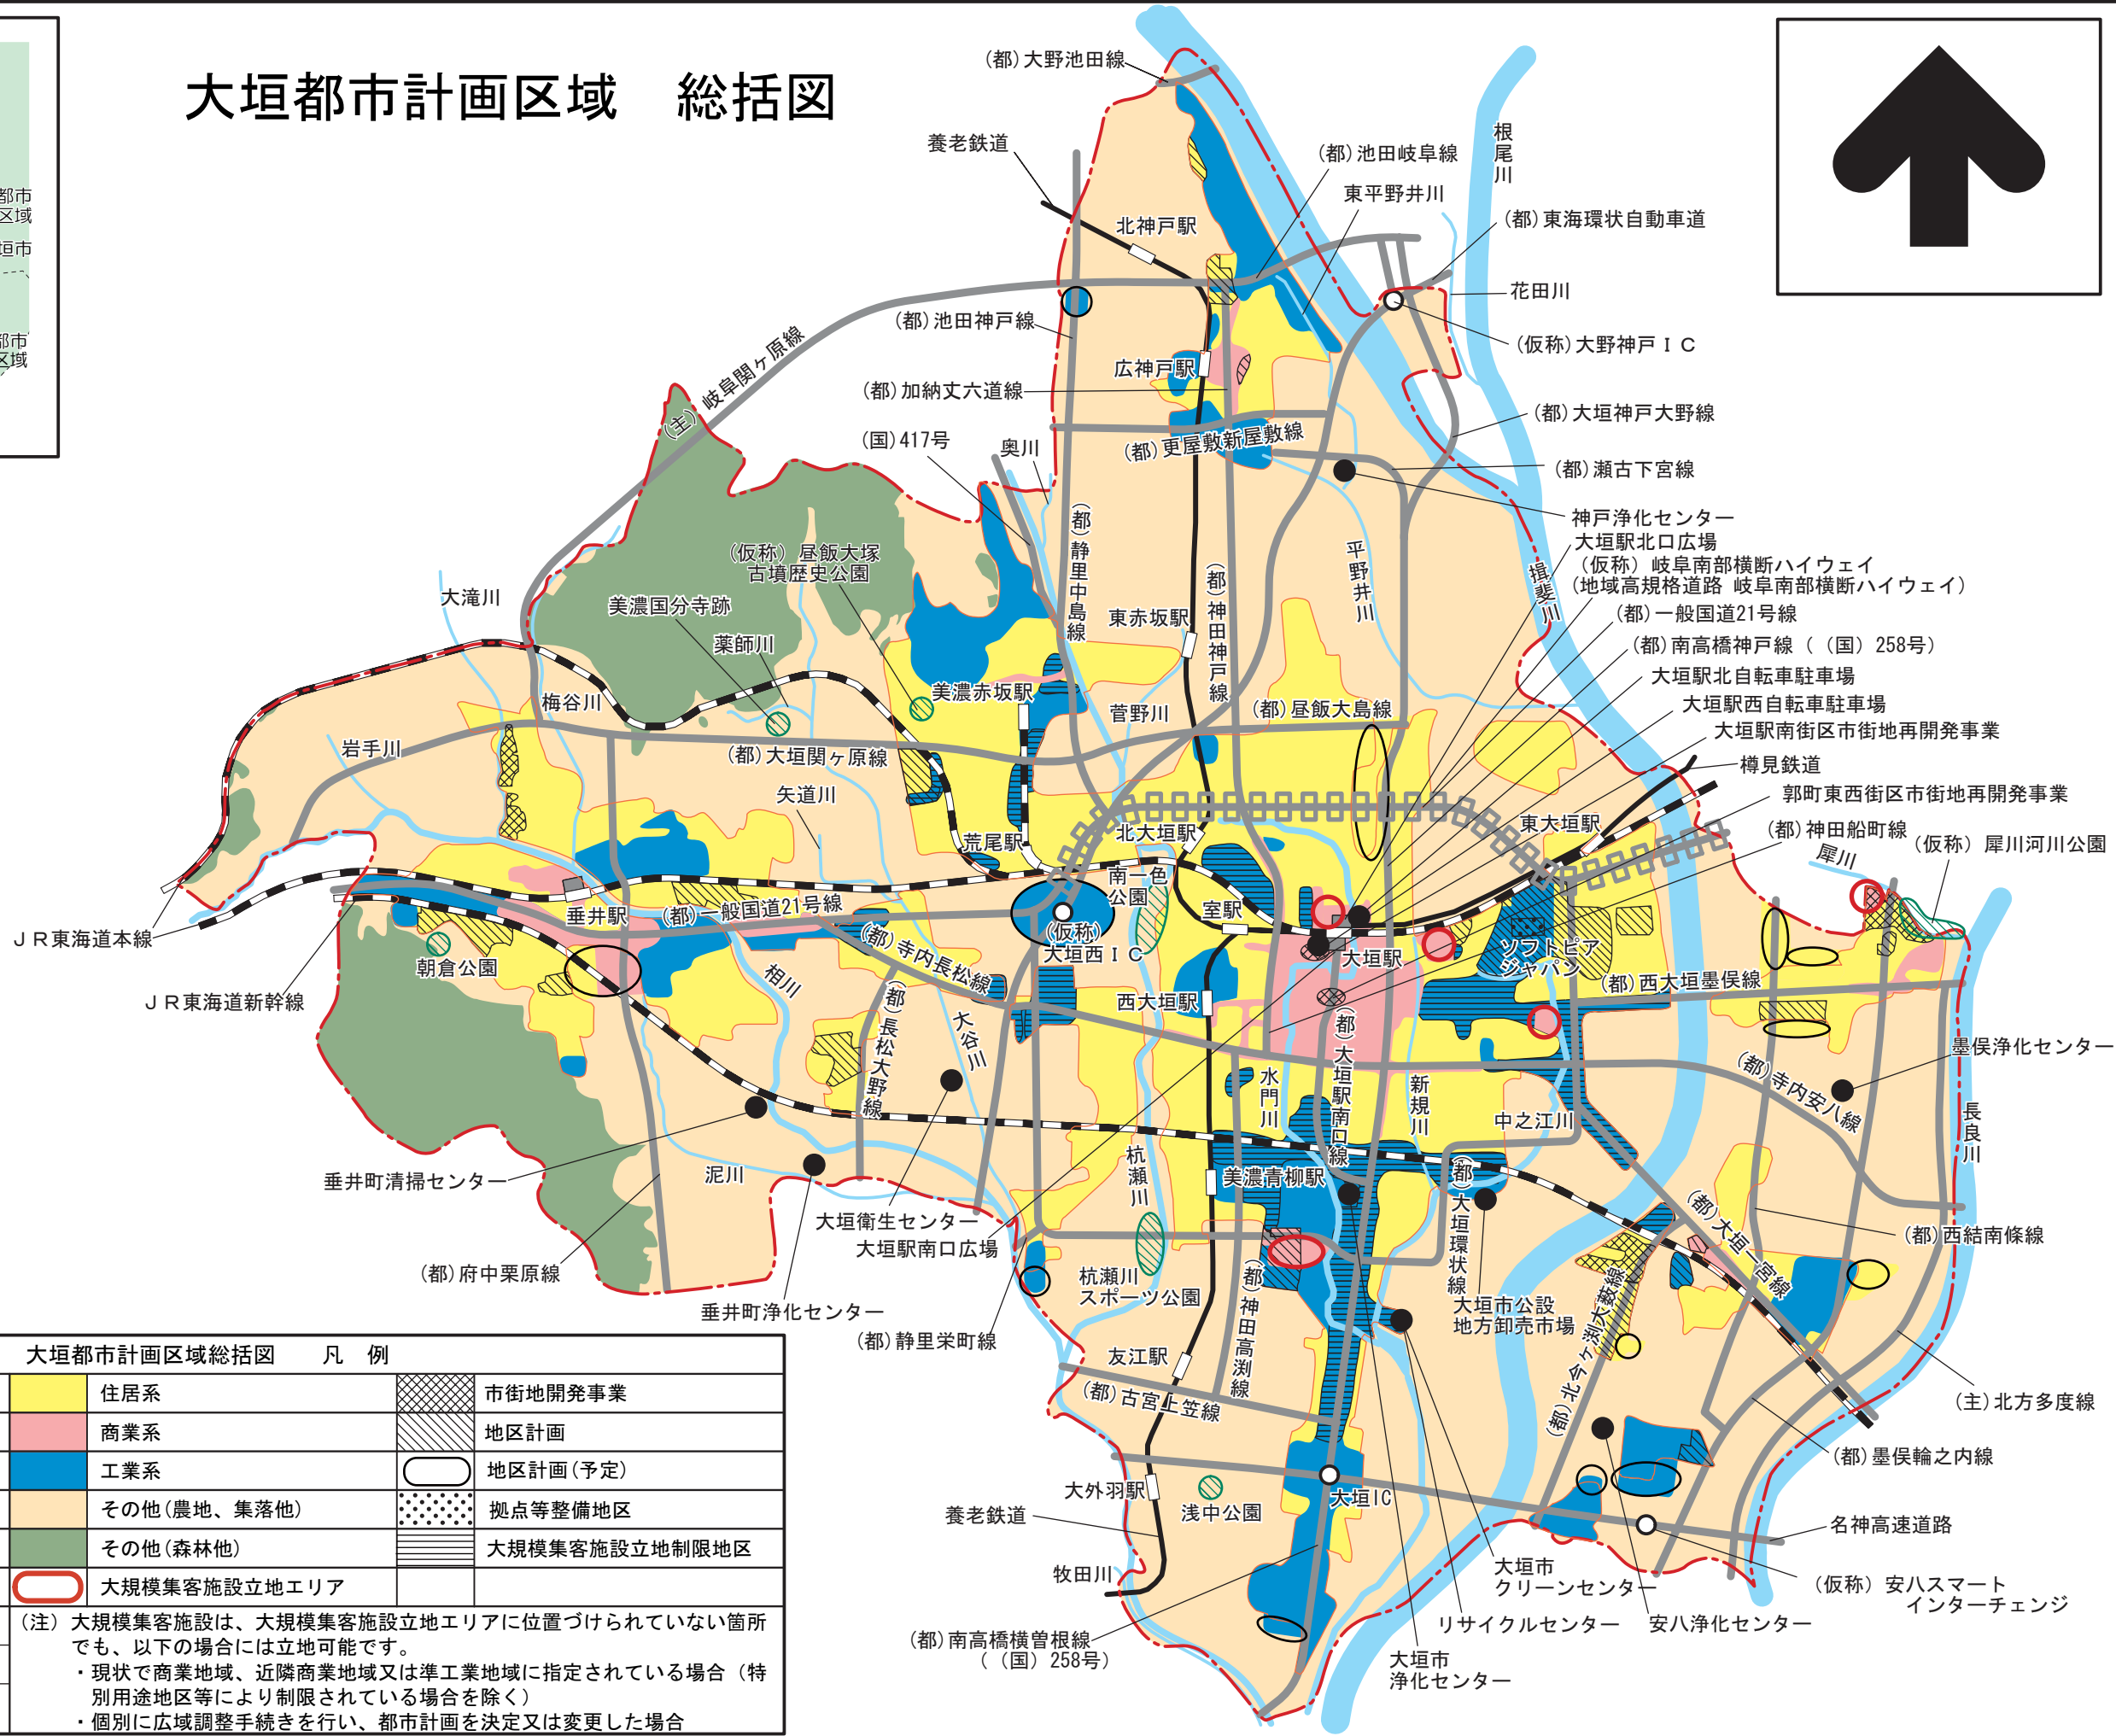 大垣都市計画区域　総括図
都市
区域
垣市
都市
区域
(都)大野池田線
養老鉄道
根尾川
(都)池田岐阜線
東平野井川
(都)東海環状自動車道
北神戸駅
花田川
(都)池田神戸線
(主) 岐阜関ヶ原線
(仮称)大野神戸ＩＣ
広神戸駅
(都)加納丈六道線
(都)大垣神戸大野線
(国)417号
奥川
(都)更屋敷新屋敷線
(都)瀬古下宮線
神戸浄化センター
大垣駅北口広場
(仮称) 岐阜南部横断ハイウェイ
(地域高規格道路 岐阜南部横断ハイウェイ)
(都)静里中島線
(都)神田神戸線
平野井川
揖斐川
(仮称) 昼飯大塚
古墳歴史公園
大滝川
美濃国分寺跡
薬師川
東赤坂駅
(都)一般国道21号線
(都)南高橋神戸線 ( (国) 258号)
大垣駅北自転車駐車場
大垣駅西自転車駐車場
大垣駅南街区市街地再開発事業
樽見鉄道
郭町東西街区市街地再開発事業
美濃赤坂駅
梅谷川
菅野川
(都)昼飯大島線
岩手川
(都)大垣関ヶ原線
矢道川
荒尾駅
北大垣駅
東大垣駅
(都)神田船町線
(仮称) 犀川河川公園
犀川
南一色
公園
垂井駅
(都)一般国道21号線
室駅
ＪＲ東海道本線
(仮称)
大垣西ＩＣ
(都)寺内長松線
大垣駅
ソフトピア
ジャパン
朝倉公園
相川
(都)西大垣墨俣線
ＪＲ東海道新幹線
西大垣駅
(都)長松大野線
大谷川
(都)大垣駅南口線
墨俣浄化センター
水門川
新規川
(都)寺内安八線
中之江川
長良川
垂井町清掃センター
泥川
杭瀬川
美濃青柳駅
(都)大垣環状線
大垣衛生センター
大垣駅南口広場
(都)大垣一宮線
(都)西結南條線
(都)府中栗原線
杭瀬川
スポーツ公園
(都)神田高渕線
垂井町浄化センター
大垣市公設
地方卸売市場
(都)静里栄町線
(都)北今ヶ渕大薮線
友江駅
(都)古宮上笠線
(主)北方多度線
(都)墨俣輪之内線
大外羽駅
養老鉄道
浅中公園
大垣IC
名神高速道路
牧田川
大垣市
クリーンセンター
(仮称) 安八スマート
インターチェンジ
リサイクルセンター
安八浄化センター
(都)南高橋横曽根線
( (国) 258号)
大垣市
浄化センター
大垣都市計画区域総括図　凡　例
住居系
市街地開発事業
商業系
地区計画
工業系
地区計画(予定)
その他(農地、集落他)
拠点等整備地区
その他(森林他)
大規模集客施設立地制限地区
大規模集客施設立地エリア
(注) 大規模集客施設は、大規模集客施設立地エリアに位置づけられていない箇所
でも、以下の場合には立地可能です。
・現状で商業地域、近隣商業地域又は準工業地域に指定されている場合 (特
別用途地区等により制限されている場合を除く)
・個別に広域調整手続きを行い、都市計画を決定又は変更した場合